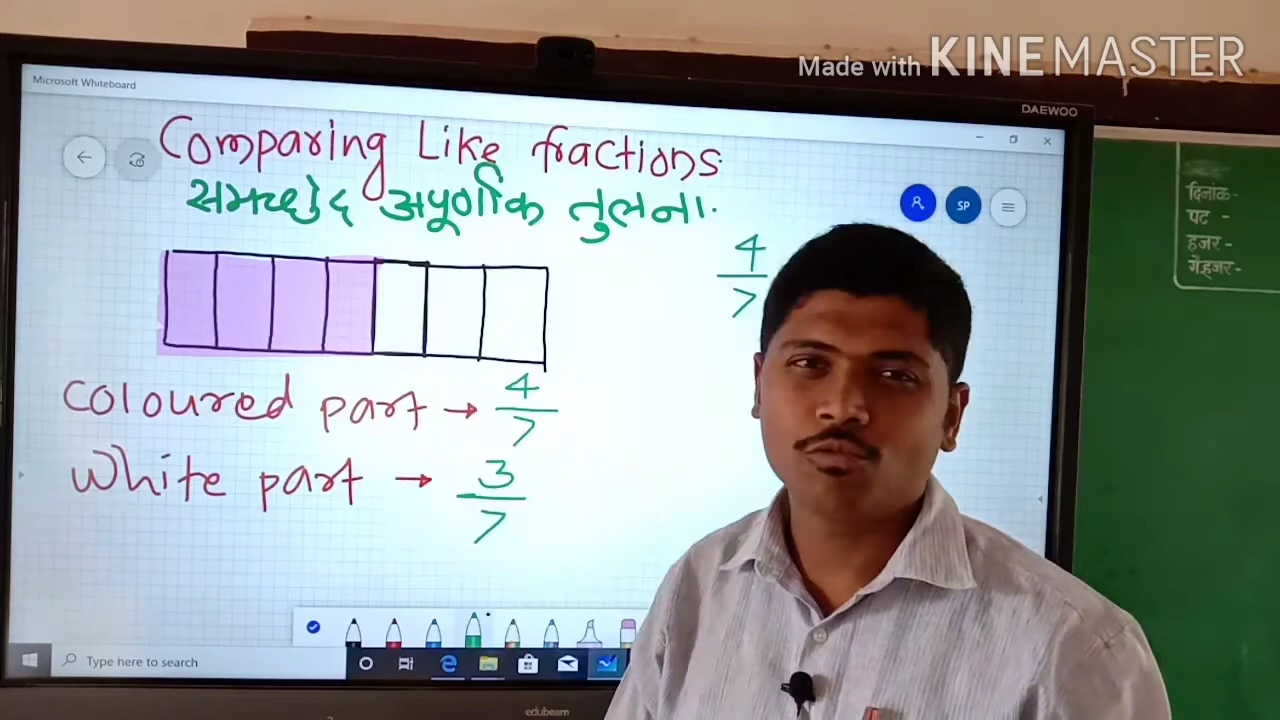 Made with KINEMASTER
Microsoft Whiteboard
DAEWOO
Comparing Like fractions
समच्छेद अपूर्णांक तुलना.
SP
4
7
coloured part → 4
7
White part → 3
7
दिनांक-
पट -
हजर -
गैरहजर-
Type here to search
edubeam